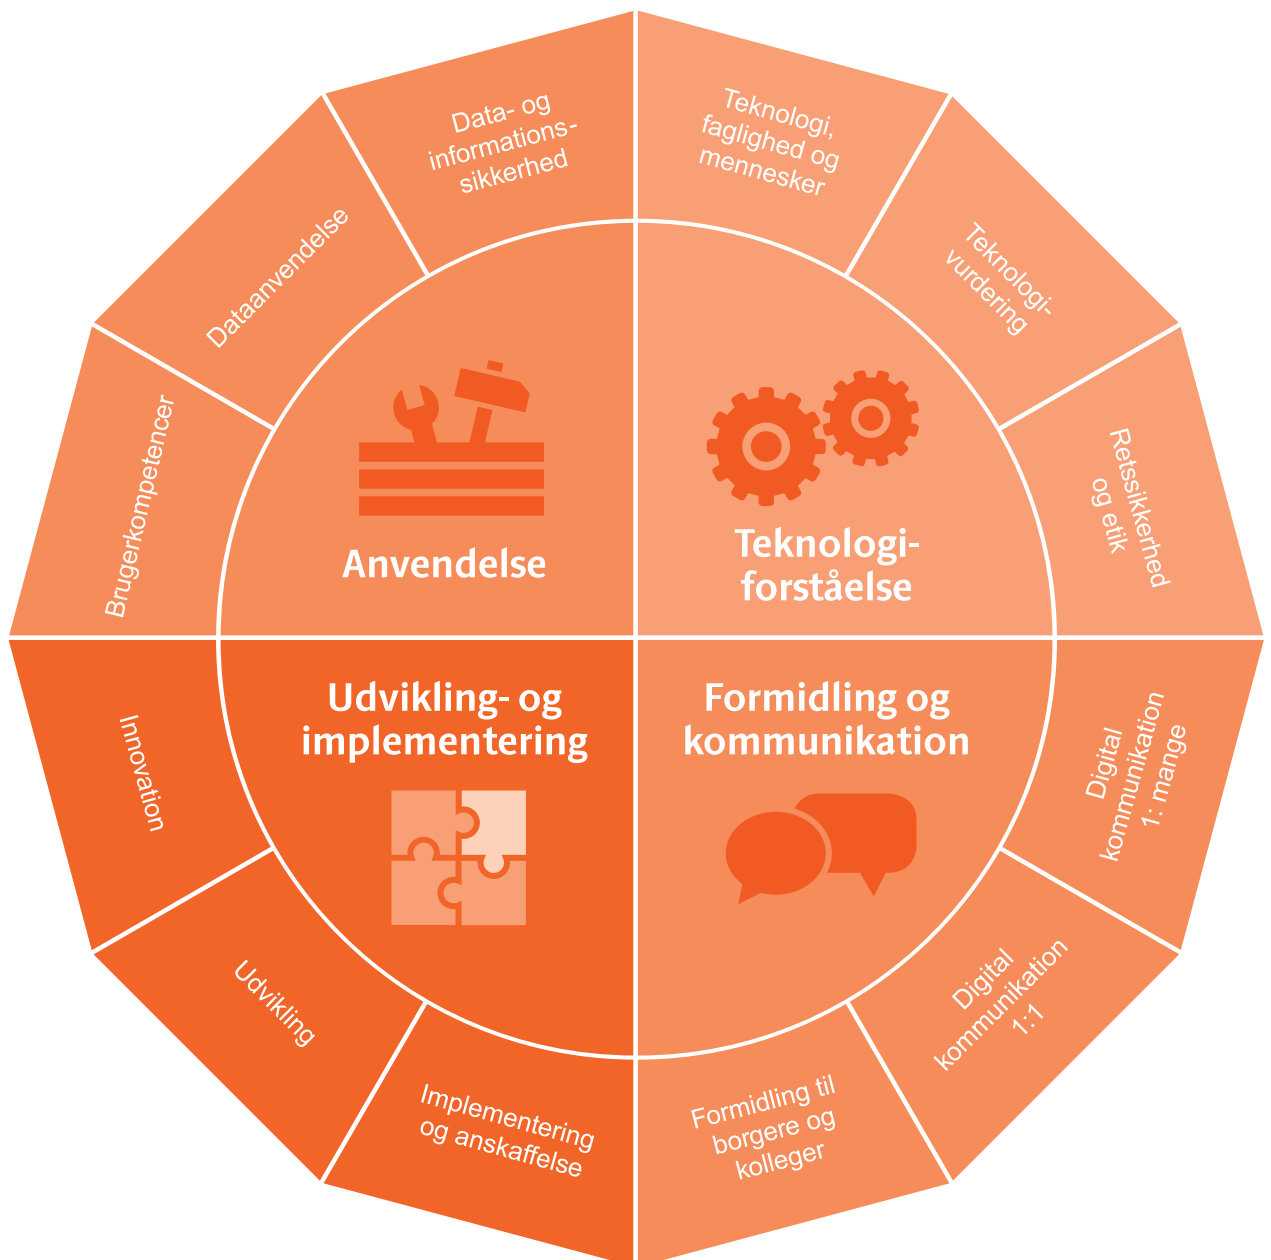 Data- og
informations-
sikkerhed
Teknologi,
faglighed og
mennesker
Dataanvendelse
Teknologi-
vurdering
Brugerkompetencer
Retssikkerhed
og etik
Anvendelse
Teknologi-
forståelse
Udvikling- og
implementering
Formidling og
kommunikation
Innovation
Digital
kommunikation
1: mange
Udvikling
Digital
kommunikation
1:1
Implementering
og anskaffelse
Formidling til
borgere og
kolleger